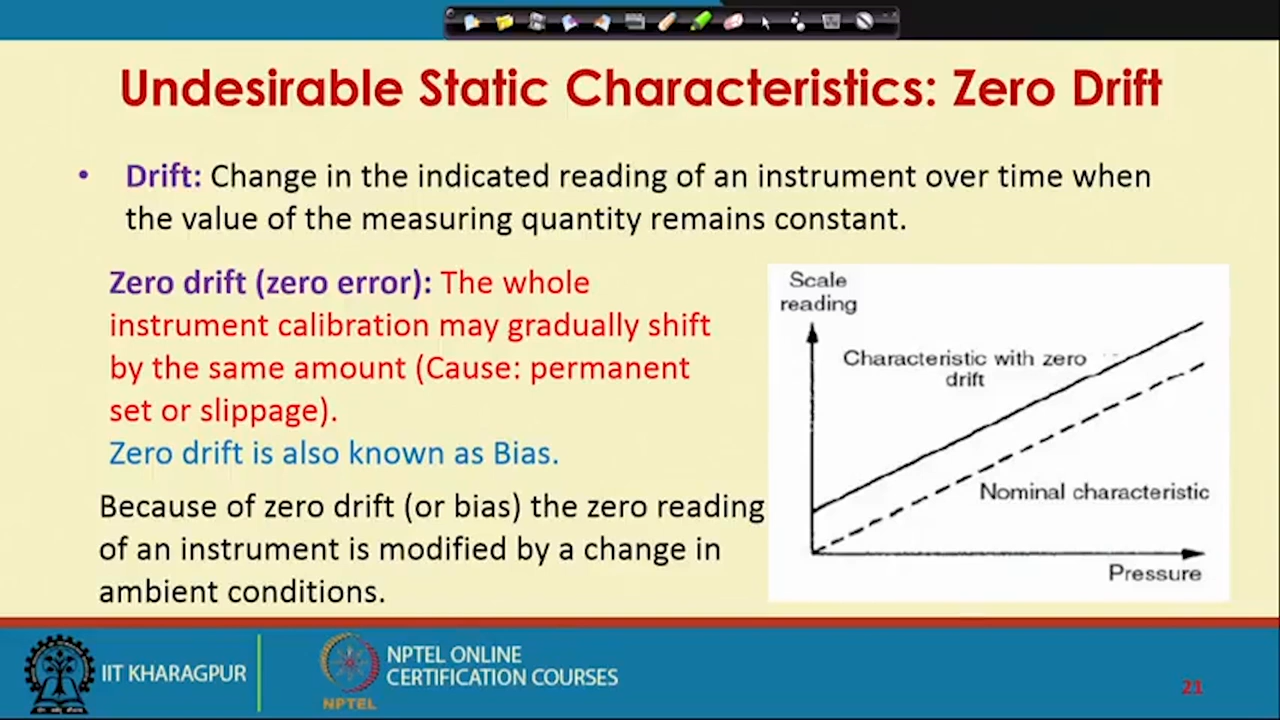 Undesirable Static Characteristics: Zero Drift
• Drift: Change in the indicated reading of an instrument over time when
the value of the measuring quantity remains constant.
Zero drift (zero error): The whole
instrument calibration may gradually shift
by the same amount (Cause: permanent
set or slippage).
Zero drift is also known as Bias.
Because of zero drift (or bias) the zero reading
of an instrument is modified by a change in
ambient conditions.
Scale
reading
Characteristic with zero
drift
Nominal characteristic
Pressure
IIT KHARAGPUR
NPTEL
NPTEL ONLINE
CERTIFICATION COURSES
21